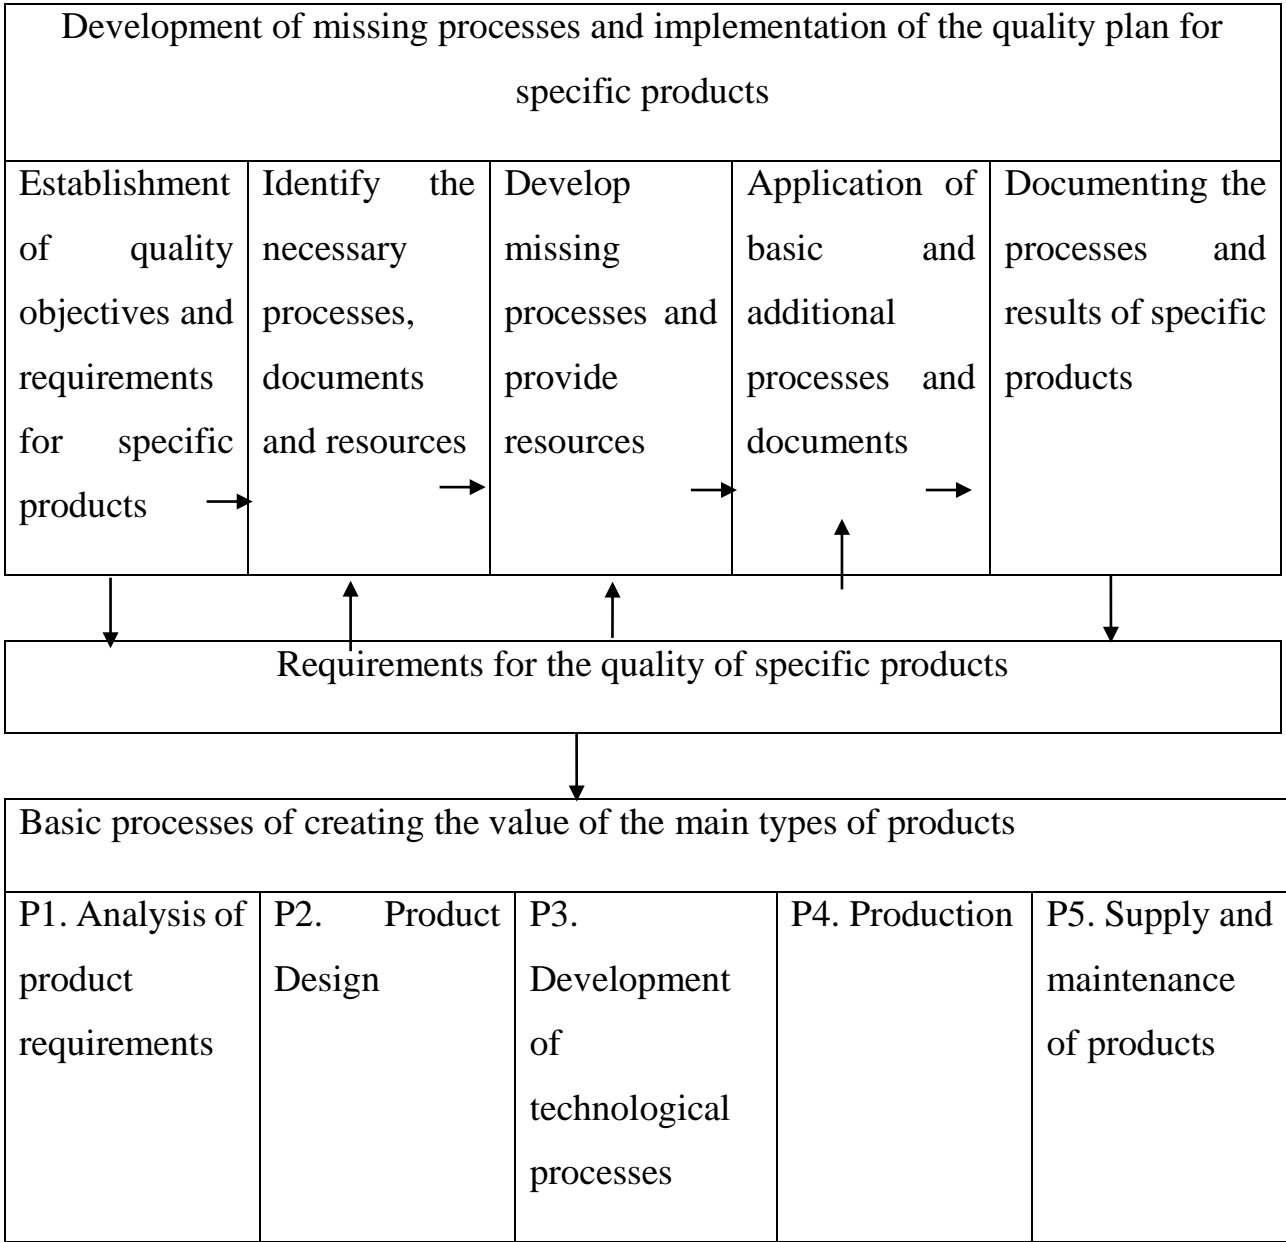 Development of missing processes and implementation of the quality plan for
specific products
Establishment
of quality
objectives and
requirements
for specific
products
Identify the
necessary
processes,
documents
and resources
Develop
missing
processes and
provide
resources
Application of
basic and
additional
processes and
documents
Documenting the
processes and
results of specific
products
Requirements for the quality of specific products
Basic processes of creating the value of the main types of products
P1. Analysis of
product
requirements
P2. Product
Design
P3.
Development
of
technological
processes
P4. Production
P5. Supply and
maintenance
of products